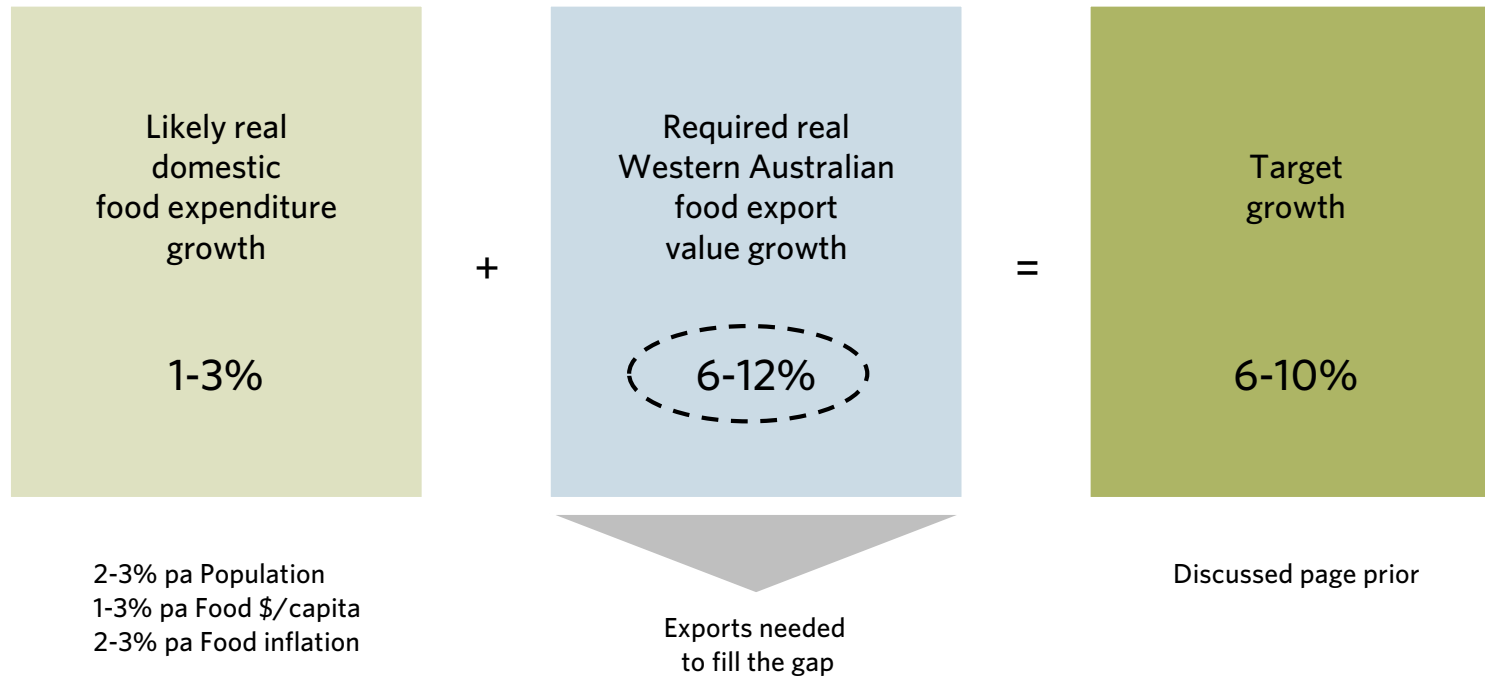 Likely real
domestic
food expenditure
growth
1-3%
+
Required real
Western Australian
food export
value growth
6-12%
=
Target
growth
6-10%
2-3% pa Population
1-3% pa Food $/capita
2-3% pa Food inflation
Exports needed
to fill the gap
Discussed page prior